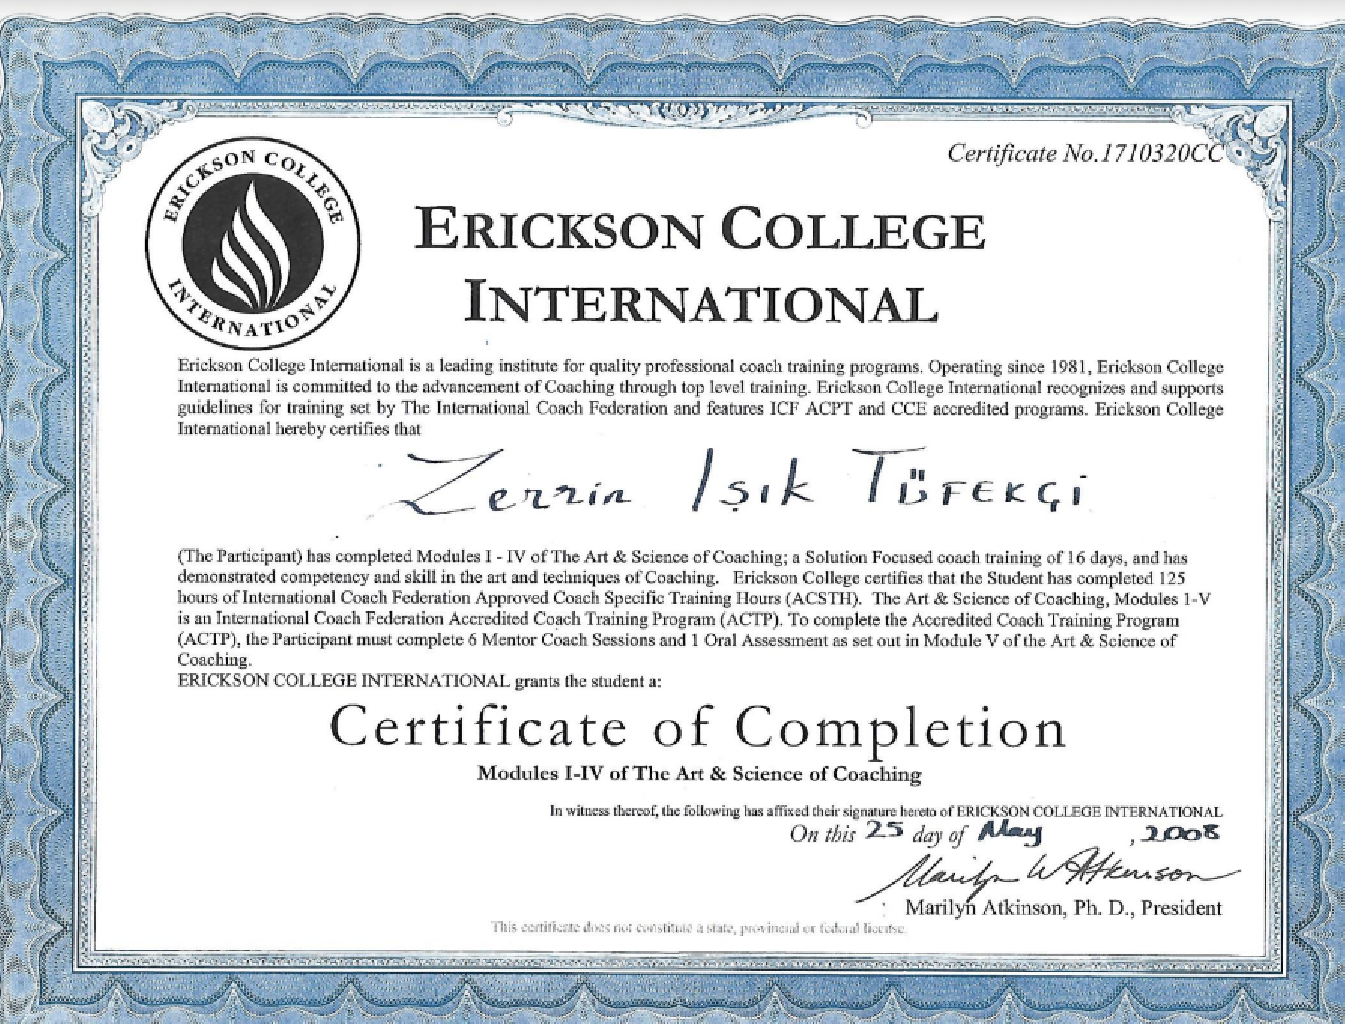 Certificate No.1710320CC
ERICKSON COLLEGE
INTERNATIONAL
ERICKSON COLLEGE
INTERNATIONAL
Erickson College International is a leading institute for quality professional coach training programs. Operating since 1981, Erickson College
International is committed to the advancement of Coaching through top level training. Erickson College International recognizes and supports
guidelines for training set by The International Coach Federation and features ICF ACPT and CCE accredited programs. Erickson College
International hereby certifies that
Zerrin Işık TÜFEKÇİ
(The Participant) has completed Modules I - IV of The Art & Science of Coaching; a Solution Focused coach training of 16 days, and has
demonstrated competency and skill in the art and techniques of Coaching. Erickson College certifies that the Student has completed 125
hours of International Coach Federation Approved Coach Specific Training Hours (ACSTH). The Art & Science of Coaching, Modules 1-V
is an International Coach Federation Accredited Coach Training Program (ACTP). To complete the Accredited Coach Training Program
(ACTP), the Participant must complete 6 Mentor Coach Sessions and 1 Oral Assessment as set out in Module V of the Art & Science of
Coaching.
ERICKSON COLLEGE INTERNATIONAL grants the student a:
Certificate of Completion
Modules I-IV of The Art & Science of Coaching
In witness thereof, the following has affixed their signature hereto of ERICKSON COLLEGE INTERNATIONAL
On this 25 day of May , 2008
Marilyn W Atkinson
Marilyn Atkinson, Ph. D., President
This certificate does not constitute a state, provincial or federal license.